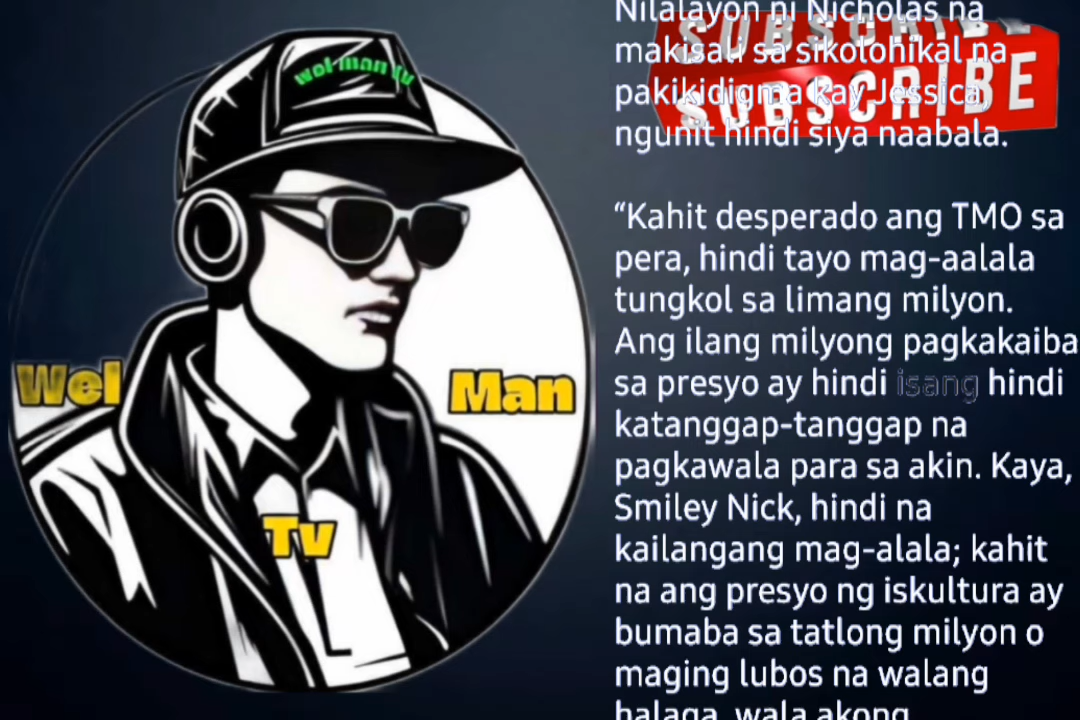 wel man tv
Wel
Man
Tv
SUBSCRIBE
SUBSCRIBE
Nilalayon ni Nicholas na
makisali sa sikolohikal na
pakikidigma kay Jessica,
ngunit hindi siya naabala.
“Kahit desperado ang TMO sa
pera, hindi tayo mag-aalala
tungkol sa limang milyon.
Ang ilang milyong pagkakaiba
sa presyo ay hindi isang hindi
katanggap-tanggap na
pagkawala para sa akin. Kaya,
Smiley Nick, hindi na
kailangang mag-alala; kahit
na ang presyo ng iskultura ay
bumaba sa tatlong milyon o
maging lubos na walang
halaga, wala akong